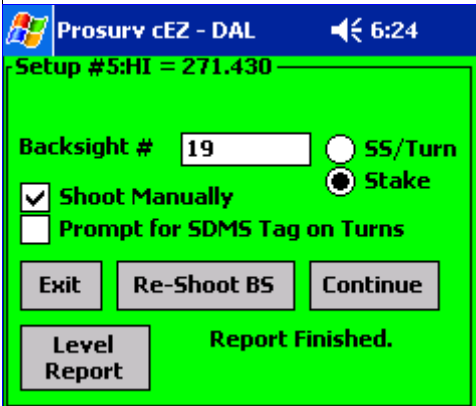 Prosurv cEZ - DAL 6:24
Setup #5:HI = 271.430
Backsight # 19 SS/Turn
Stake
Shoot Manually
Prompt for SDMS Tag on Turns
Exit Re-Shoot BS Continue
Level Report Report Finished.